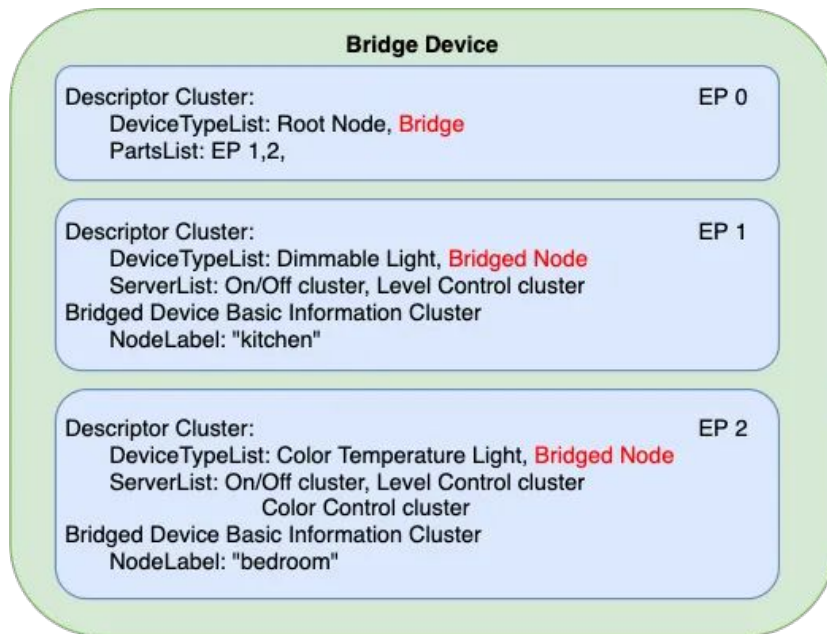 Bridge Device
Descriptor Cluster: EP 0
DeviceTypeList: Root Node, Bridge
PartsList: EP 1,2,
Descriptor Cluster: EP 1
DeviceTypeList: Dimmable Light, Bridged Node
ServerList: On/Off cluster, Level Control cluster
Bridged Device Basic Information Cluster
NodeLabel: "kitchen"
Descriptor Cluster: EP 2
DeviceTypeList: Color Temperature Light, Bridged Node
ServerList: On/Off cluster, Level Control cluster
Color Control cluster
Bridged Device Basic Information Cluster
NodeLabel: "bedroom"